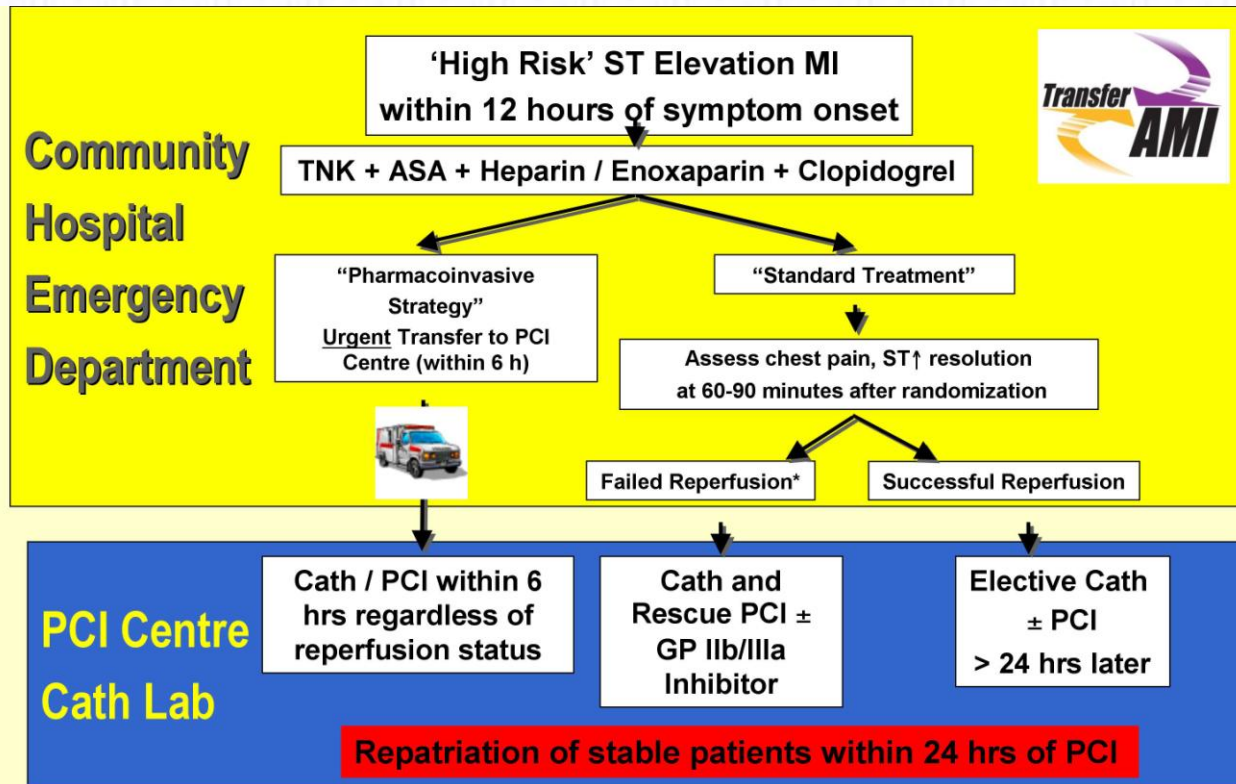 ‘High Risk’ ST Elevation MI
within 12 hours of symptom onset
Transfer
AMI
Community
Hospital
Emergency
Department
TNK + ASA + Heparin / Enoxaparin + Clopidogrel
“Pharmacoinvasive
Strategy”
Urgent Transfer to PCI
Centre (within 6 h)
“Standard Treatment”
Assess chest pain, ST↑ resolution
at 60-90 minutes after randomization
Failed Reperfusion*
Successful Reperfusion
PCI Centre
Cath Lab
Cath / PCI within 6
hrs regardless of
reperfusion status
Cath and
Rescue PCI ±
GP IIb/IIIa
Inhibitor
Elective Cath
± PCI
> 24 hrs later
Repatriation of stable patients within 24 hrs of PCI